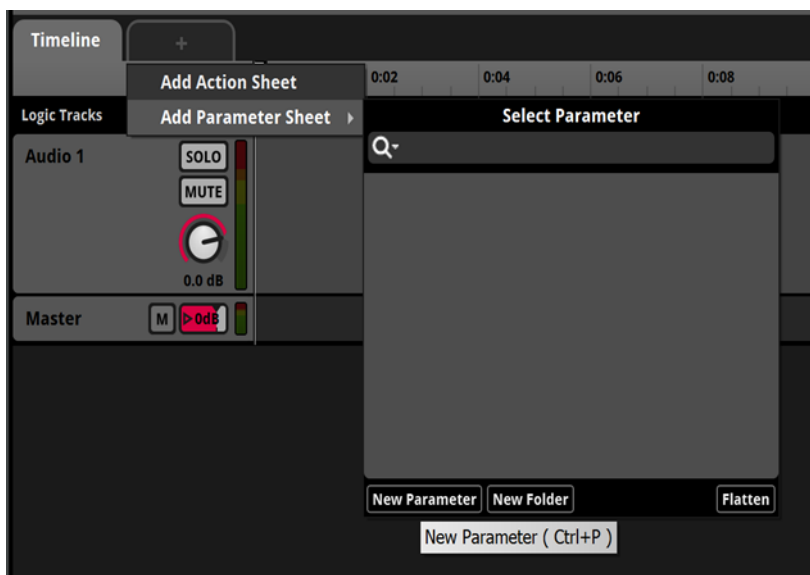 Timeline
+
Add Action Sheet
Add Parameter Sheet
0:02 0:04 0:06 0:08
Logic Tracks
Select Parameter
Audio 1
SOLO
MUTE
0.0 dB
Master
M
0dB
New Parameter
New Folder
Flatten
New Parameter ( Ctrl+P )